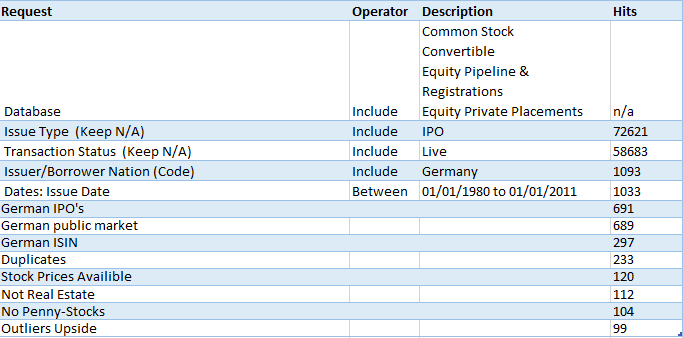 Request Operator Description Hits
Common Stock
Convertible
Equity Pipeline &
Registrations
Database Include Equity Private Placements n/a
Issue Type (Keep N/A) Include IPO 72621
Transaction Status (Keep N/A) Include Live 58683
Issuer/Borrower Nation (Code) Include Germany 1093
Dates: Issue Date Between 01/01/1980 to 01/01/2011 1033
German IPO's 691
German public market 689
German ISIN 297
Duplicates 233
Stock Prices Availible 120
Not Real Estate 112
No Penny-Stocks 104
Outliers Upside 99